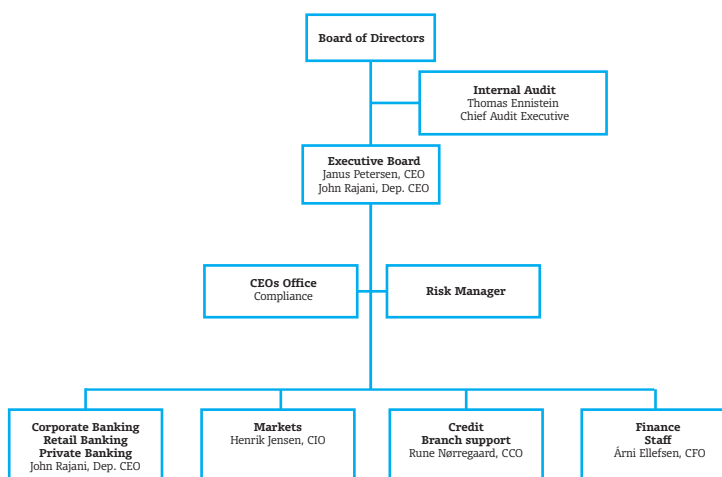 Board of Directors
Internal Audit
Thomas Ennistein
Chief Audit Executive
Executive Board
Janus Petersen, CEO
John Rajani, Dep. CEO
CEOs Office
Compliance
Risk Manager
Corporate Banking
Retail Banking
Private Banking
John Rajani, Dep. CEO
Markets
Henrik Jensen, CIO
Credit
Branch support
Rune Nørregaard, CCO
Finance
Staff
Árni Ellefsen, CFO